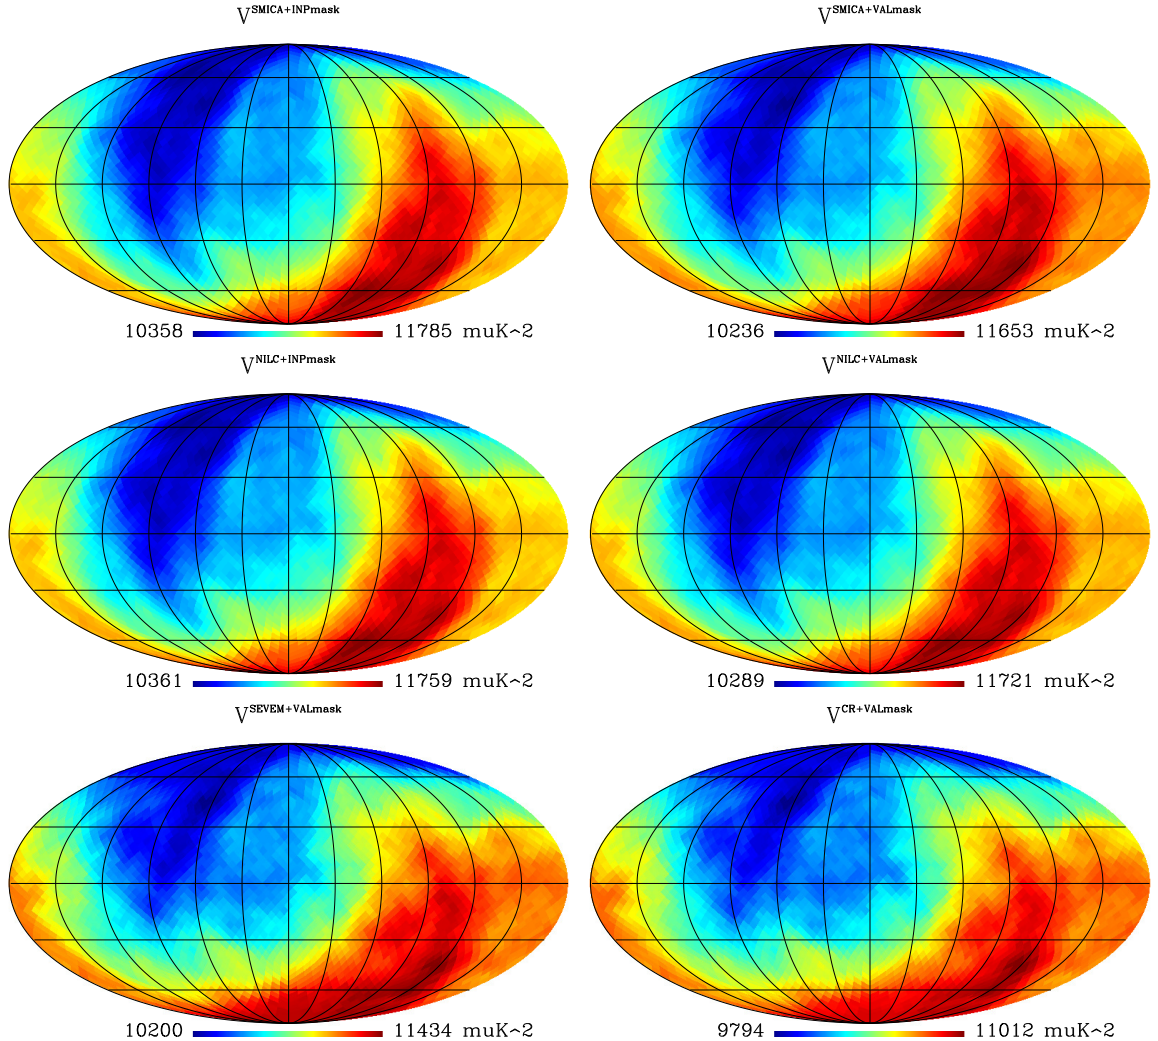 V^SMICA+INPmask
V^SMICA+VALmask
10358 11785 muK^2
10236 11653 muK^2
V^NILC+INPmask
V^NILC+VALmask
10361 11759 muK^2
10289 11721 muK^2
V^SEVEM+VALmask
V^CR+VALmask
10200 11434 muK^2
9794 11012 muK^2